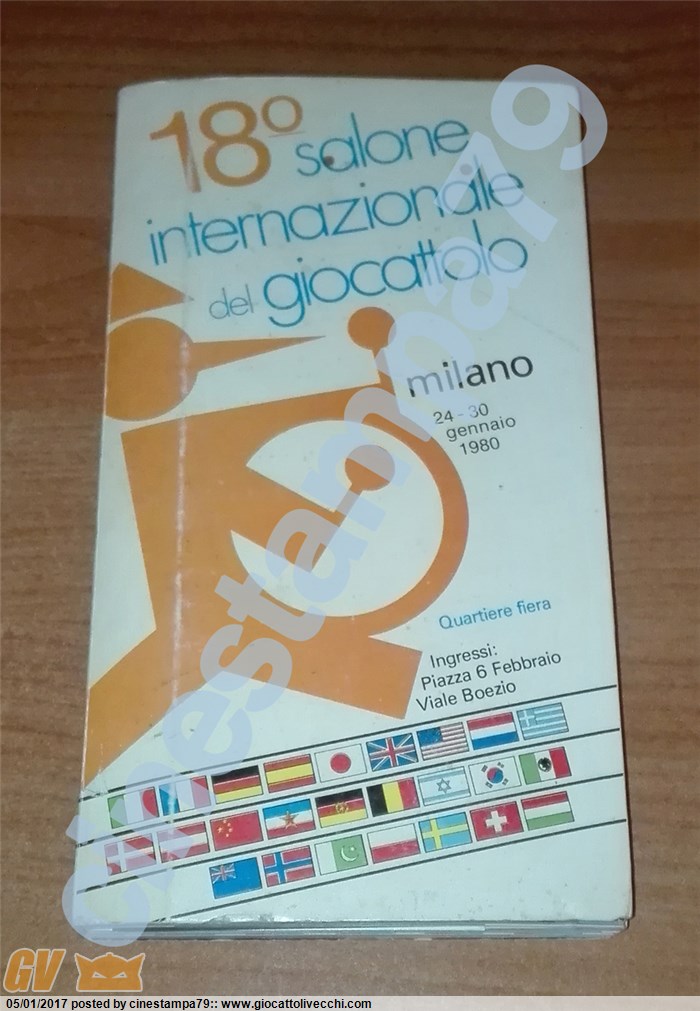 18º salone
internazionale
del giocattolo
milano
24-30
gennaio
1980
Quartiere fiera
Ingressi:
Piazza 6 Febbraio
Viale Boezio
cinestampa79
GV
05/01/2017 posted by cinestampa79:: www.giocattolivecchi.com